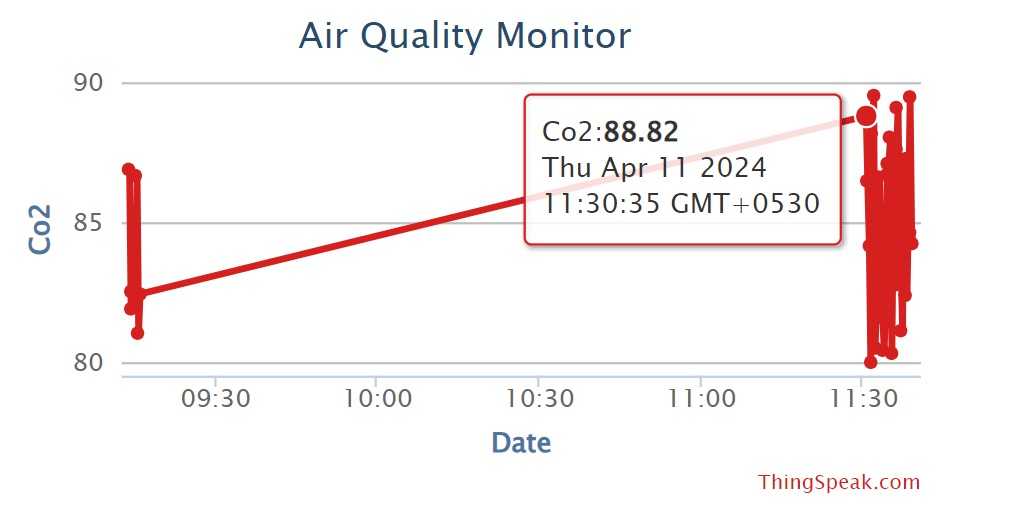 Air Quality Monitor
90
85
80
Co2
Co2:88.82
Thu Apr 11 2024
11:30:35 GMT+0530
09:30 10:00 10:30 11:00 11:30
Date
ThingSpeak.com